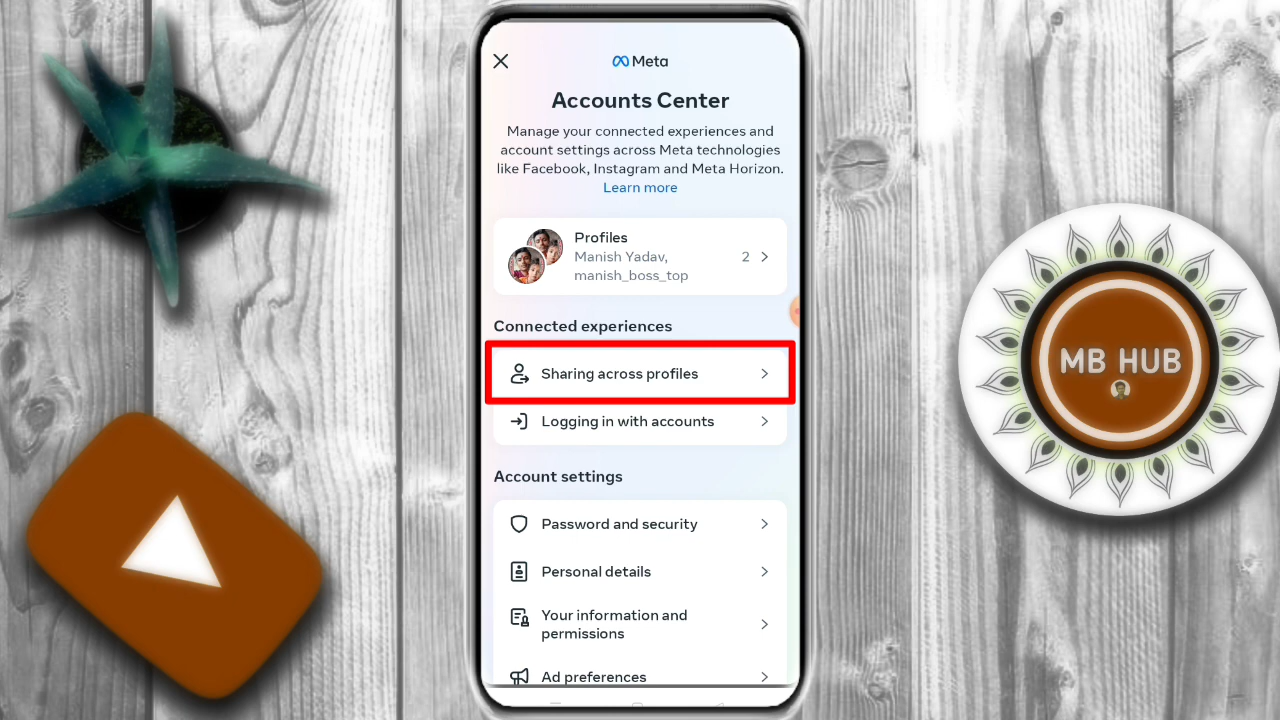 Meta
Accounts Center
Manage your connected experiences and
account settings across Meta technologies
like Facebook, Instagram and Meta Horizon.
Learn more
Profiles
Manish Yadav,
manish_boss_top
2
Connected experiences
Sharing across profiles
Logging in with accounts
Account settings
Password and security
Personal details
Your information and
permissions
Ad preferences
MB HUB